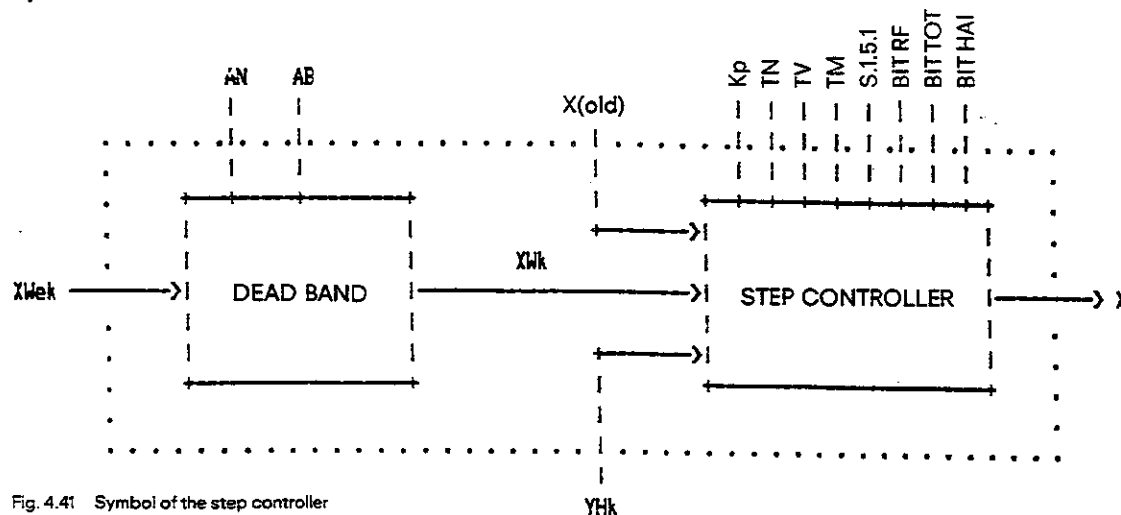 AN
AB
X(old)
Kp
TN
TV
TM
S.1.5.1
BIT RF
BIT TOT
BIT HAI
XWek
DEAD BAND
XWk
STEP CONTROLLER
YHk
Fig. 4.41 Symbol of the step controller